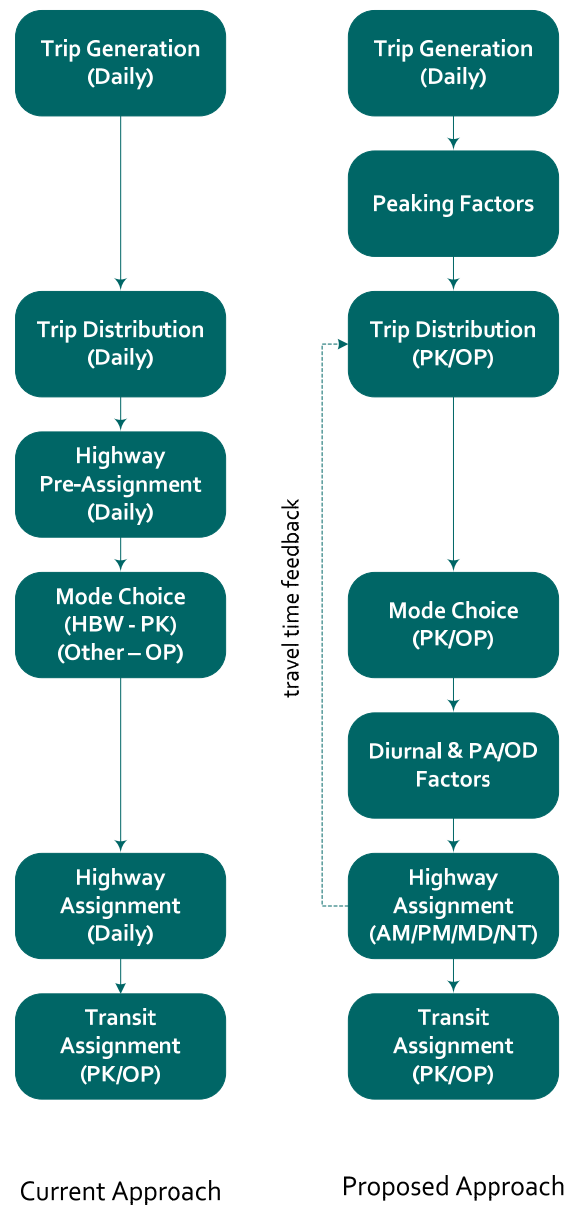 Trip Generation
(Daily)
Trip Distribution
(Daily)
Highway
Pre-Assignment
(Daily)
Mode Choice
(HBW - PK)
(Other – OP)
Highway
Assignment
(Daily)
Transit
Assignment
(PK/OP)
Current Approach
Trip Generation
(Daily)
Peaking Factors
Trip Distribution
(PK/OP)
travel time feedback
Mode Choice
(PK/OP)
Diurnal & PA/OD
Factors
Highway
Assignment
(AM/PM/MD/NT)
Transit
Assignment
(PK/OP)
Proposed Approach